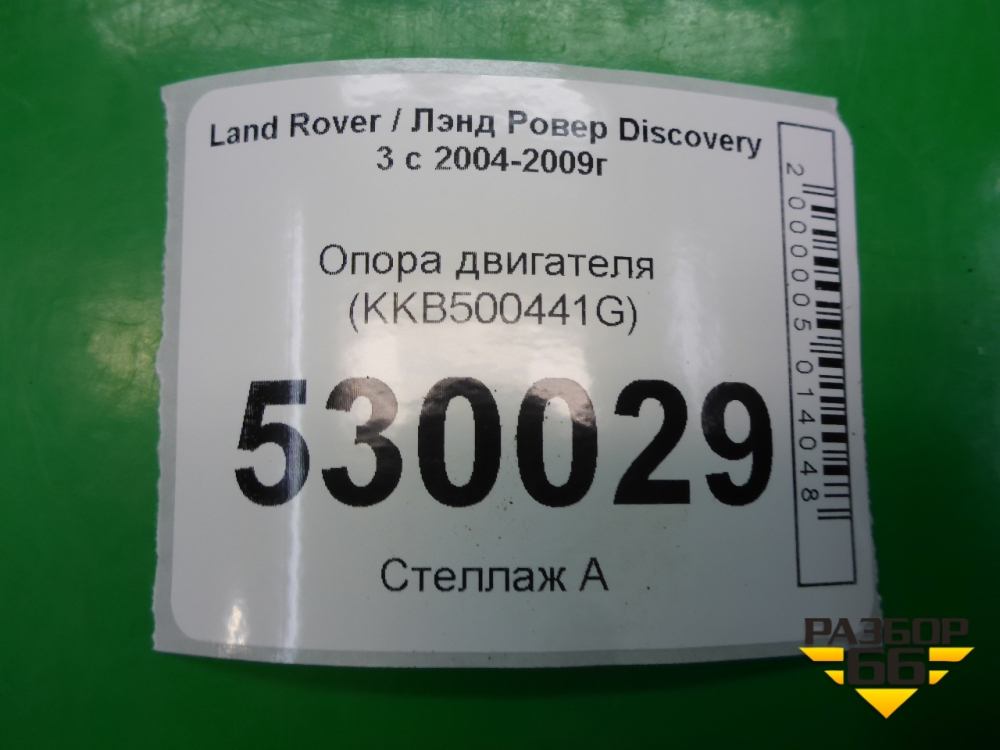 Land Rover / Лэнд Ровер Discovery
3 с 2004-2009г
Опора двигателя
(KKB500441G)
530029
Стеллаж А
2000005014048
РАЗБОР
66